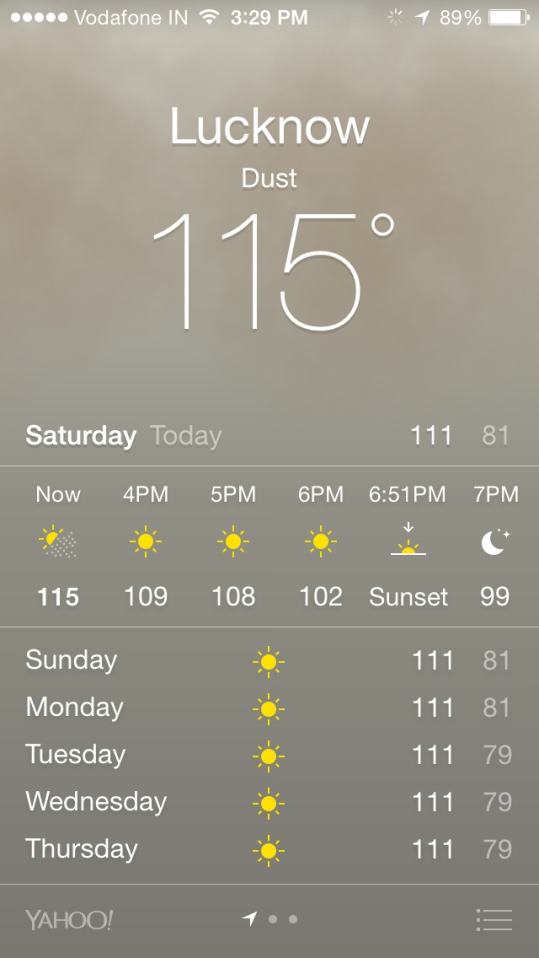 Vodafone IN 3:29 PM 89%
Lucknow
Dust
115°
Saturday Today 111 81
Now 4PM 5PM 6PM 6:51PM 7PM
115 109 108 102 Sunset 99
Sunday 111 81
Monday 111 81
Tuesday 111 79
Wednesday 111 79
Thursday 111 79
YAHOO!